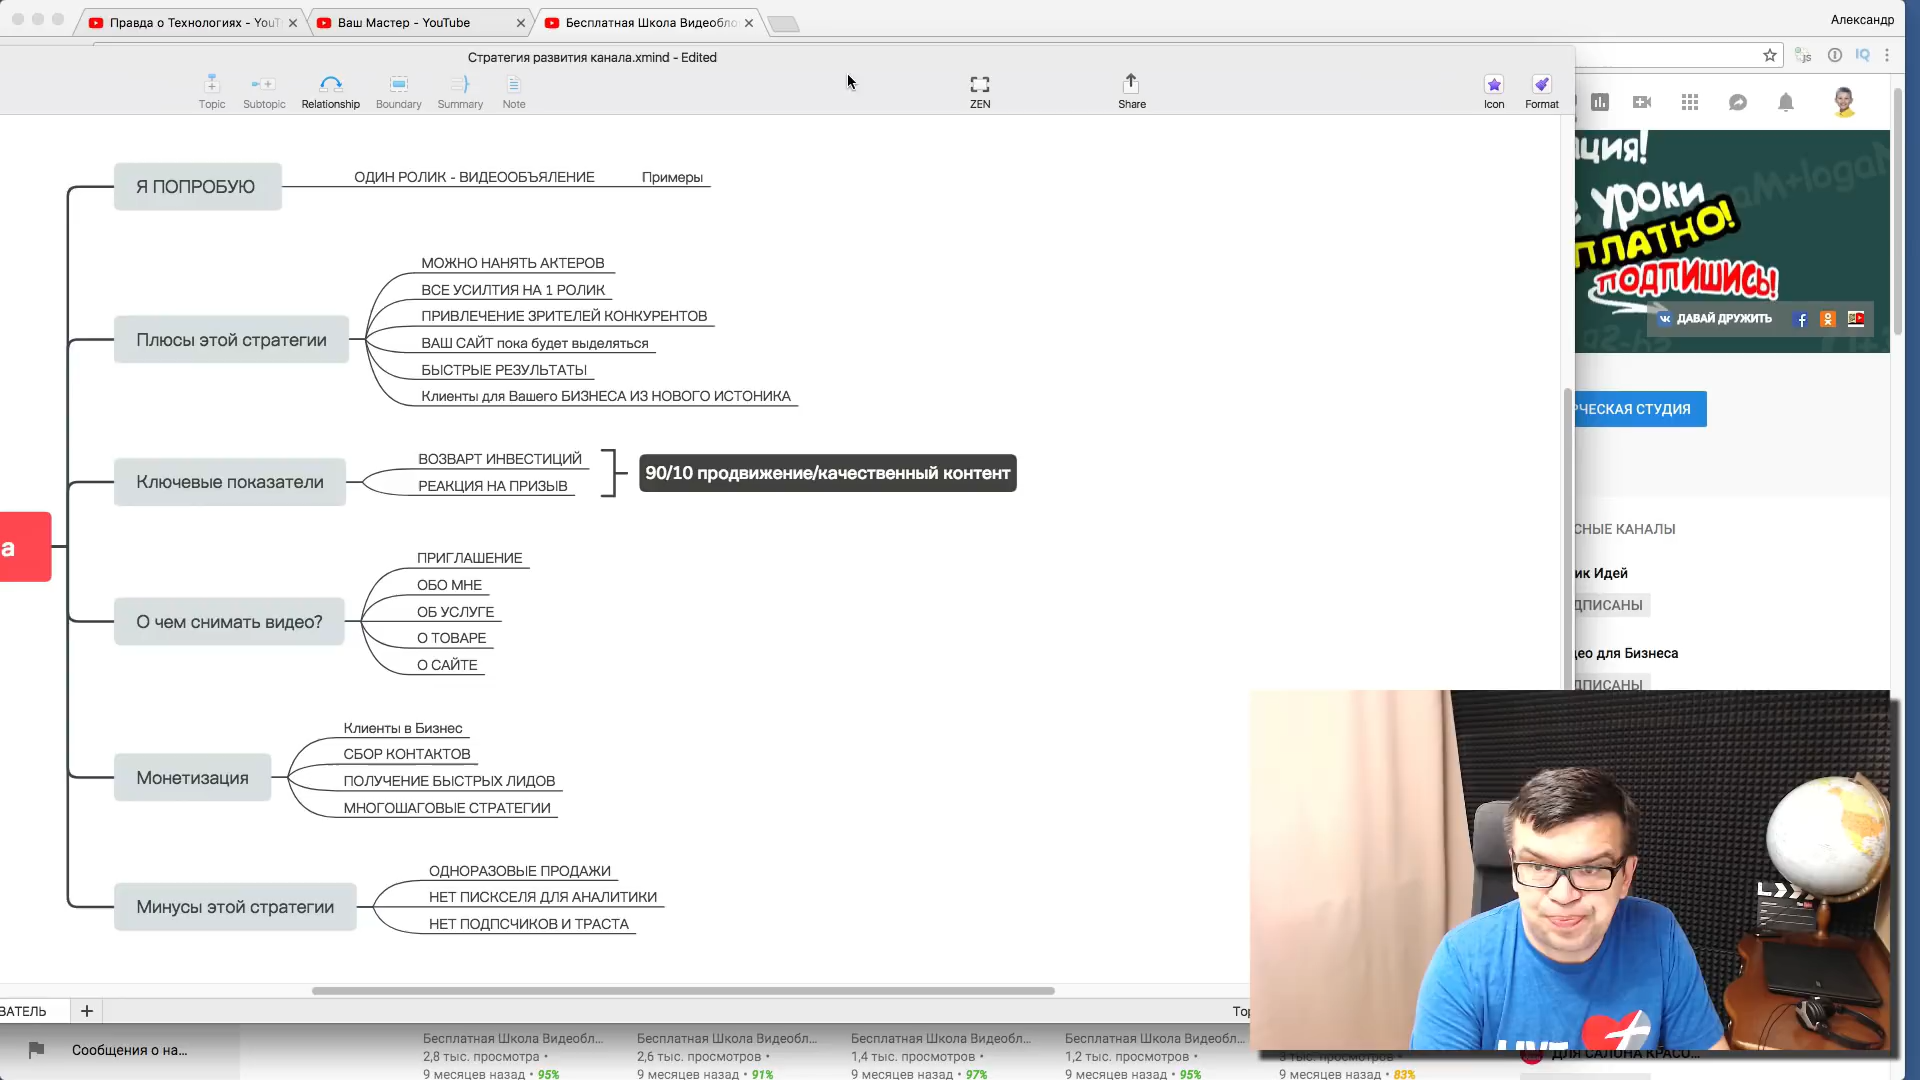 Правда о Технологиях - YouT
Ваш Мастер - YouTube
Бесплатная Школа Видеобло
Александр
Стратегия развития канала.xmind - Edited
Topic
Subtopic
Relationship
Boundary
Summary
Note
ZEN
Share
Icon
Format
Я ПОПРОБУЮ
ОДИН РОЛИК - ВИДЕООБЪЯЛЕНИЕ
Примеры
Плюсы этой стратегии
МОЖНО НАНЯТЬ АКТЕРОВ
ВСЕ УСИЛТИЯ НА 1 РОЛИК
ПРИВЛЕЧЕНИЕ ЗРИТЕЛЕЙ КОНКУРЕНТОВ
ВАШ САЙТ пока будет выделяться
БЫСТРЫЕ РЕЗУЛЬТАТЫ
Клиенты для Вашего БИЗНЕСА ИЗ НОВОГО ИСТОНИКА
Ключевые показатели
ВОЗВАРТ ИНВЕСТИЦИЙ
РЕАКЦИЯ НА ПРИЗЫВ
90/10 продвижение/качественный контент
а
О чем снимать видео?
ПРИГЛАШЕНИЕ
ОБО МНЕ
ОБ УСЛУГЕ
О ТОВАРЕ
О САЙТЕ
Монетизация
Клиенты в Бизнес
СБОР КОНТАКТОВ
ПОЛУЧЕНИЕ БЫСТРЫХ ЛИДОВ
МНОГОШАГОВЫЕ СТРАТЕГИИ
Минусы этой стратегии
ОДНОРАЗОВЫЕ ПРОДАЖИ
НЕТ ПИСКСЕЛЯ ДЛЯ АНАЛИТИКИ
НЕТ ПОДПСЧИКОВ И ТРАСТА
ция!
е уроки
ПЛАТНО!
подпишись!
ДАВАЙ ДРУЖИТЬ
РЧЕСКАЯ СТУДИЯ
СНЫЕ КАНАЛЫ
ик Идей
ДПИСАНЫ
део для Бизнеса
ДПИСАНЫ
ВАТЕЛЬ
+
Сообщения о на...
Бесплатная Школа Видеобл...
2,8 тыс. просмотра •
9 месяцев назад • 95%
Бесплатная Школа Видеобл...
2,6 тыс. просмотров •
9 месяцев назад • 91%
Бесплатная Школа Видеобл...
1,4 тыс. просмотров •
9 месяцев назад • 97%
Бесплатная Школа Видеобл...
1,2 тыс. просмотров •
9 месяцев назад • 95%
9 месяцев назад • 83%
LIVE